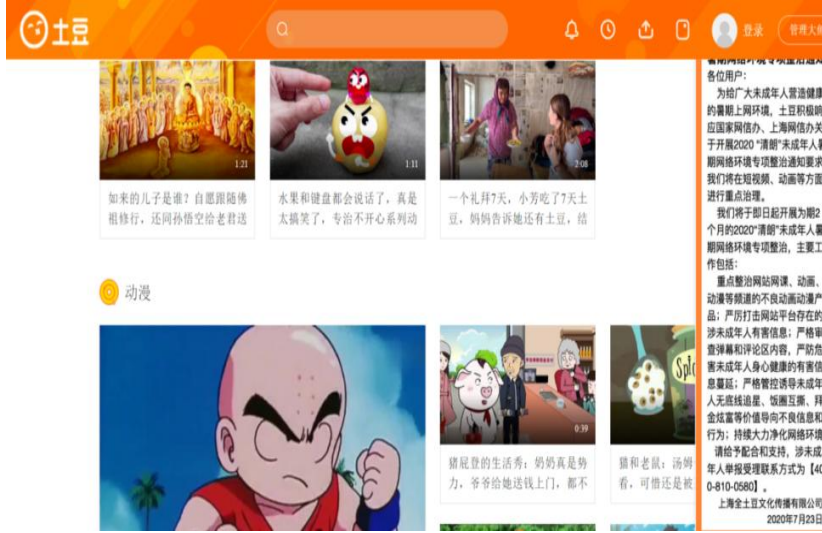 土豆
登录
管理大
1:21
1:11
2:08
如来的儿子是谁？自愿跟随佛
祖修行，还同孙悟空给老君送
水果和键盘都会说话了，真是
太搞笑了，专治不开心系列动
一个礼拜7天，小芳吃了7天土
豆，妈妈告诉她还有土豆，结
动漫
0:39
猪屁登的生活秀：奶奶真是势
力，爷爷给她送钱上门，都不
猫和老鼠：汤姆
看，可惜还是被
暑期网络环境专项整治通知
各位用户：
为给广大未成年人营造健康
的暑期上网环境，土豆积极响
应国家网信办、上海网信办关
于开展2020 “清朗”未成年人暑
期网络环境专项整治通知要求
我们将在短视频、动画等方面
进行重点治理。
我们将于即日起开展为期2
个月的2020“清朗”未成年人暑
期网络环境专项整治，主要工
作包括：
重点整治网站网课、动画、
动漫等频道的不良动画动漫产
品；严厉打击网站平台存在的
涉未成年人有害信息；严格审
查弹幕和评论区内容，严防危
害未成年人身心健康的有害信
息蔓延；严格管控诱导未成年
人无底线追星、饭圈互撕、拜
金炫富等价值导向不良信息和
行为；持续大力净化网络环境
请给予配合和支持，涉未成
年人举报受理联系方式为【40
0-810-0580】。
上海全土豆文化传播有限公司
2020年7月23日